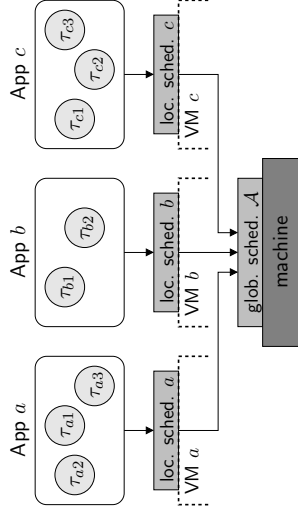 App a
τa2
τa1
τa3
loc. sched. a
VM a
App b
τb1
τb2
loc. sched. b
VM b
App c
τc1
τc2
τc3
loc. sched. c
VM c
glob. sched. A
machine